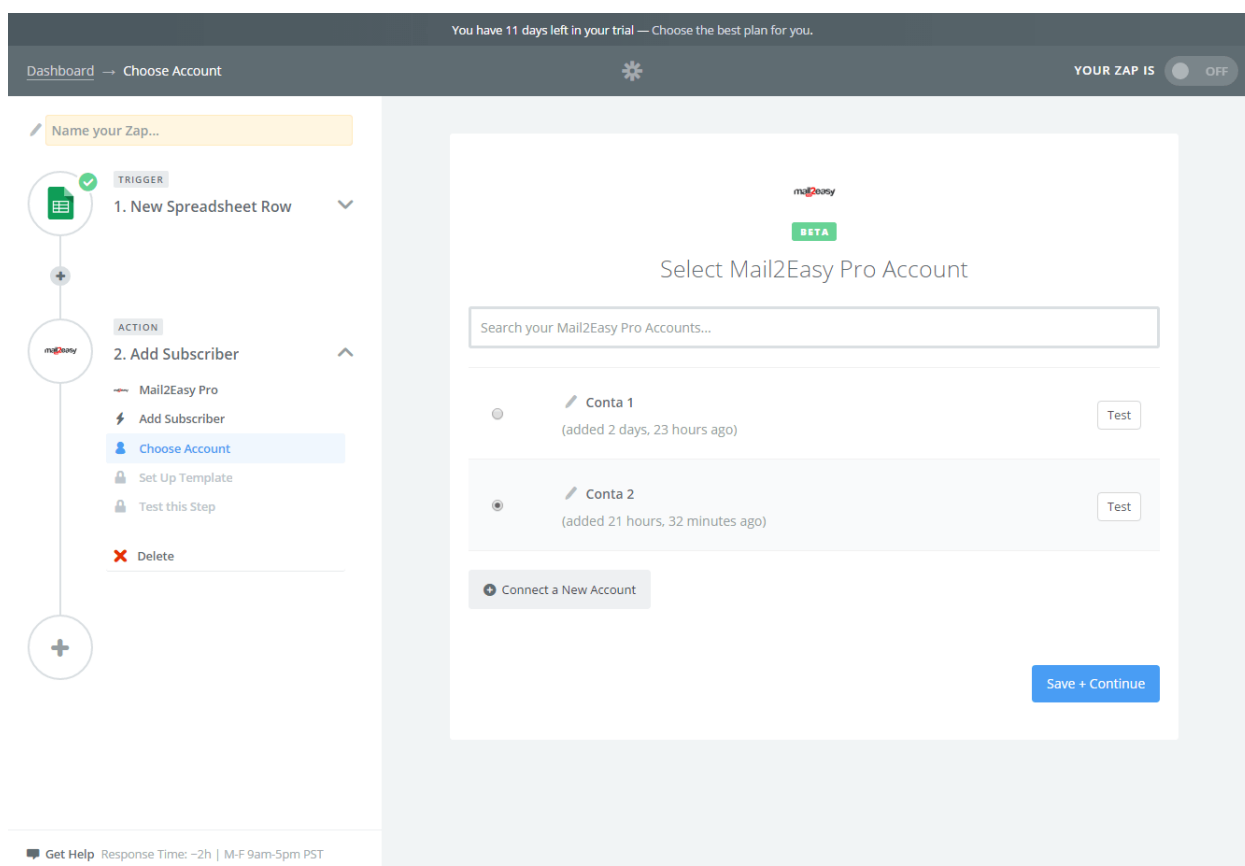 You have 11 days left in your trial — Choose the best plan for you.
Dashboard → Choose Account
YOUR ZAP IS
OFF
Name your Zap...
TRIGGER
1. New Spreadsheet Row
ACTION
mail2easy
2. Add Subscriber
Mail2Easy Pro
Add Subscriber
Choose Account
Set Up Template
Test this Step
Delete
Get Help Response Time: ~2h | M-F 9am-5pm PST
mail2easy
BETA
Select Mail2Easy Pro Account
Search your Mail2Easy Pro Accounts...
Conta 1
(added 2 days, 23 hours ago)
Test
Conta 2
(added 21 hours, 32 minutes ago)
Test
Connect a New Account
Save + Continue